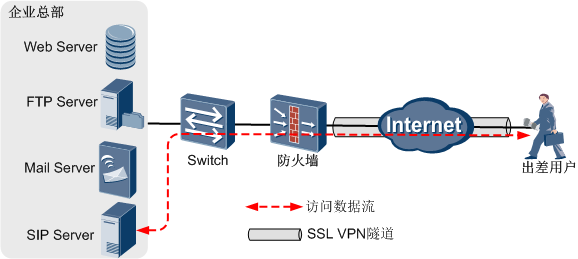 企业总部
Web Server
FTP Server
Mail Server
SIP Server
Switch
防火墙
Internet
出差用户
访问数据流
SSL VPN隧道